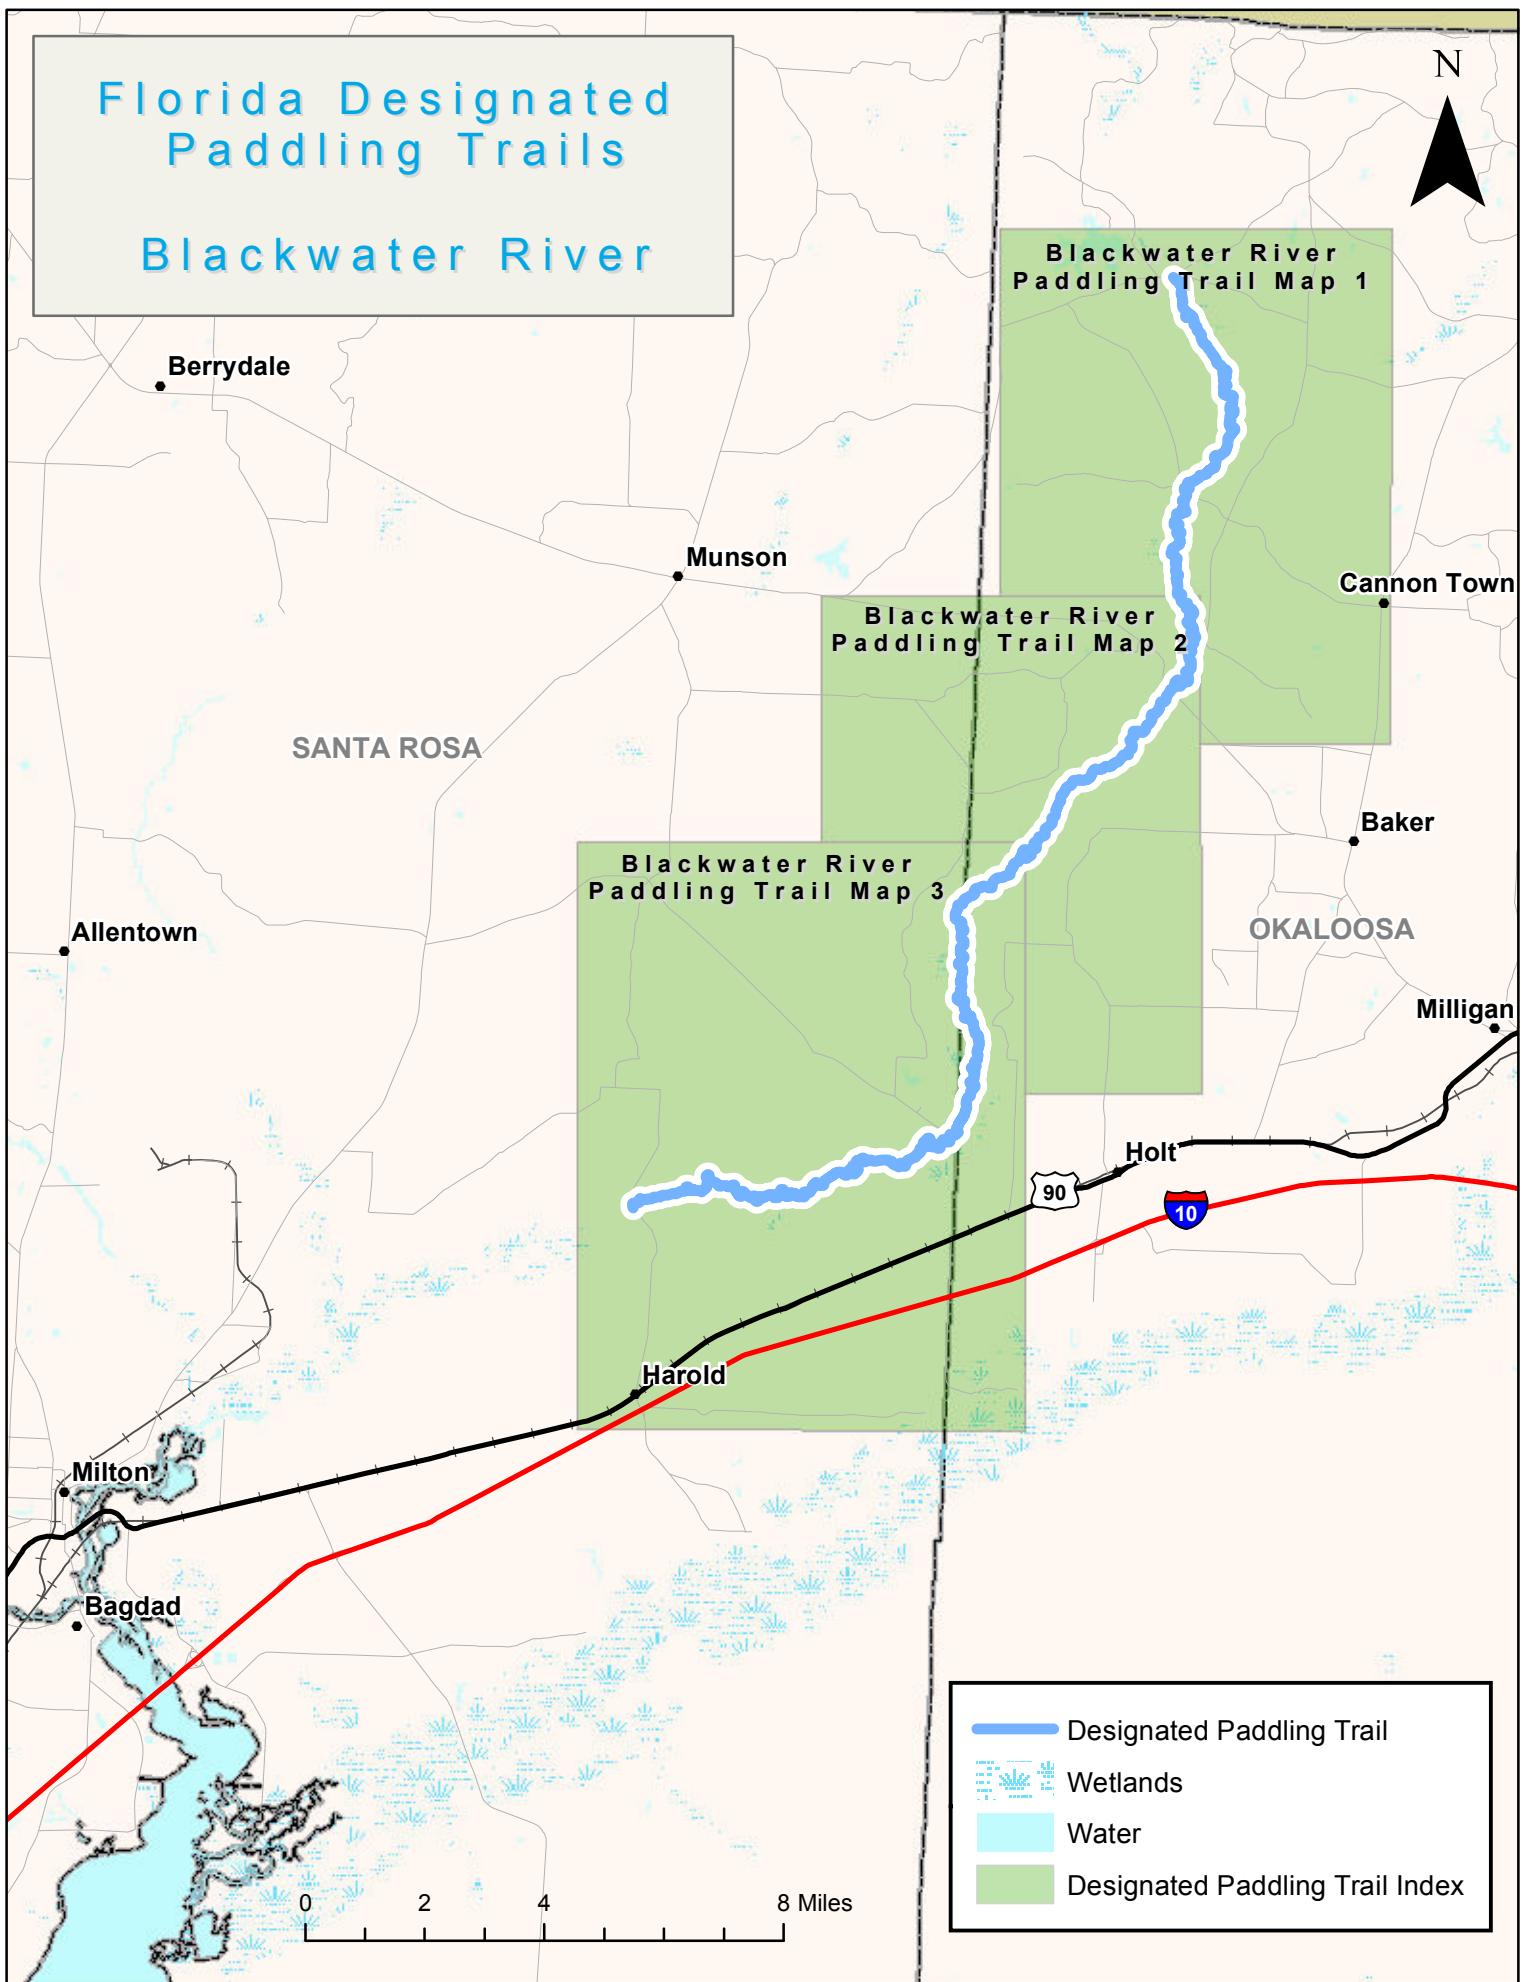 Florida Designated
Paddling Trails
Blackwater River
N
Blackwater River
Paddling Trail Map 1
Berrydale
Munson
Cannon Town
Blackwater River
Paddling Trail Map 2
SANTA ROSA
Baker
Blackwater River
Paddling Trail Map 3
Allentown
OKALOOSA
Milligan
Holt
90
10
Harold
Milton
Bagdad
Designated Paddling Trail
Wetlands
Water
Designated Paddling Trail Index
0 2 4 8 Miles